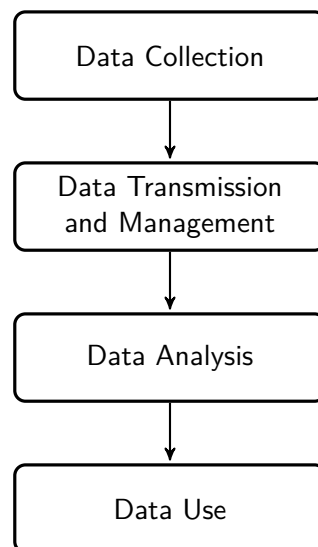 Data Collection
Data Transmission
and Management
Data Analysis
Data Use